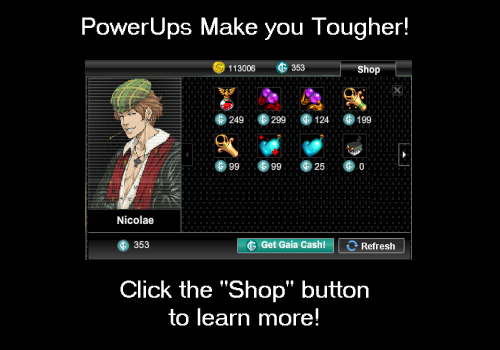 PowerUps Make you Tougher!
113006 353 Shop
249 299 124 199
99 99 25 0
Nicolae
353 Get Gaia Cash! Refresh
Click the "Shop" button
to learn more!